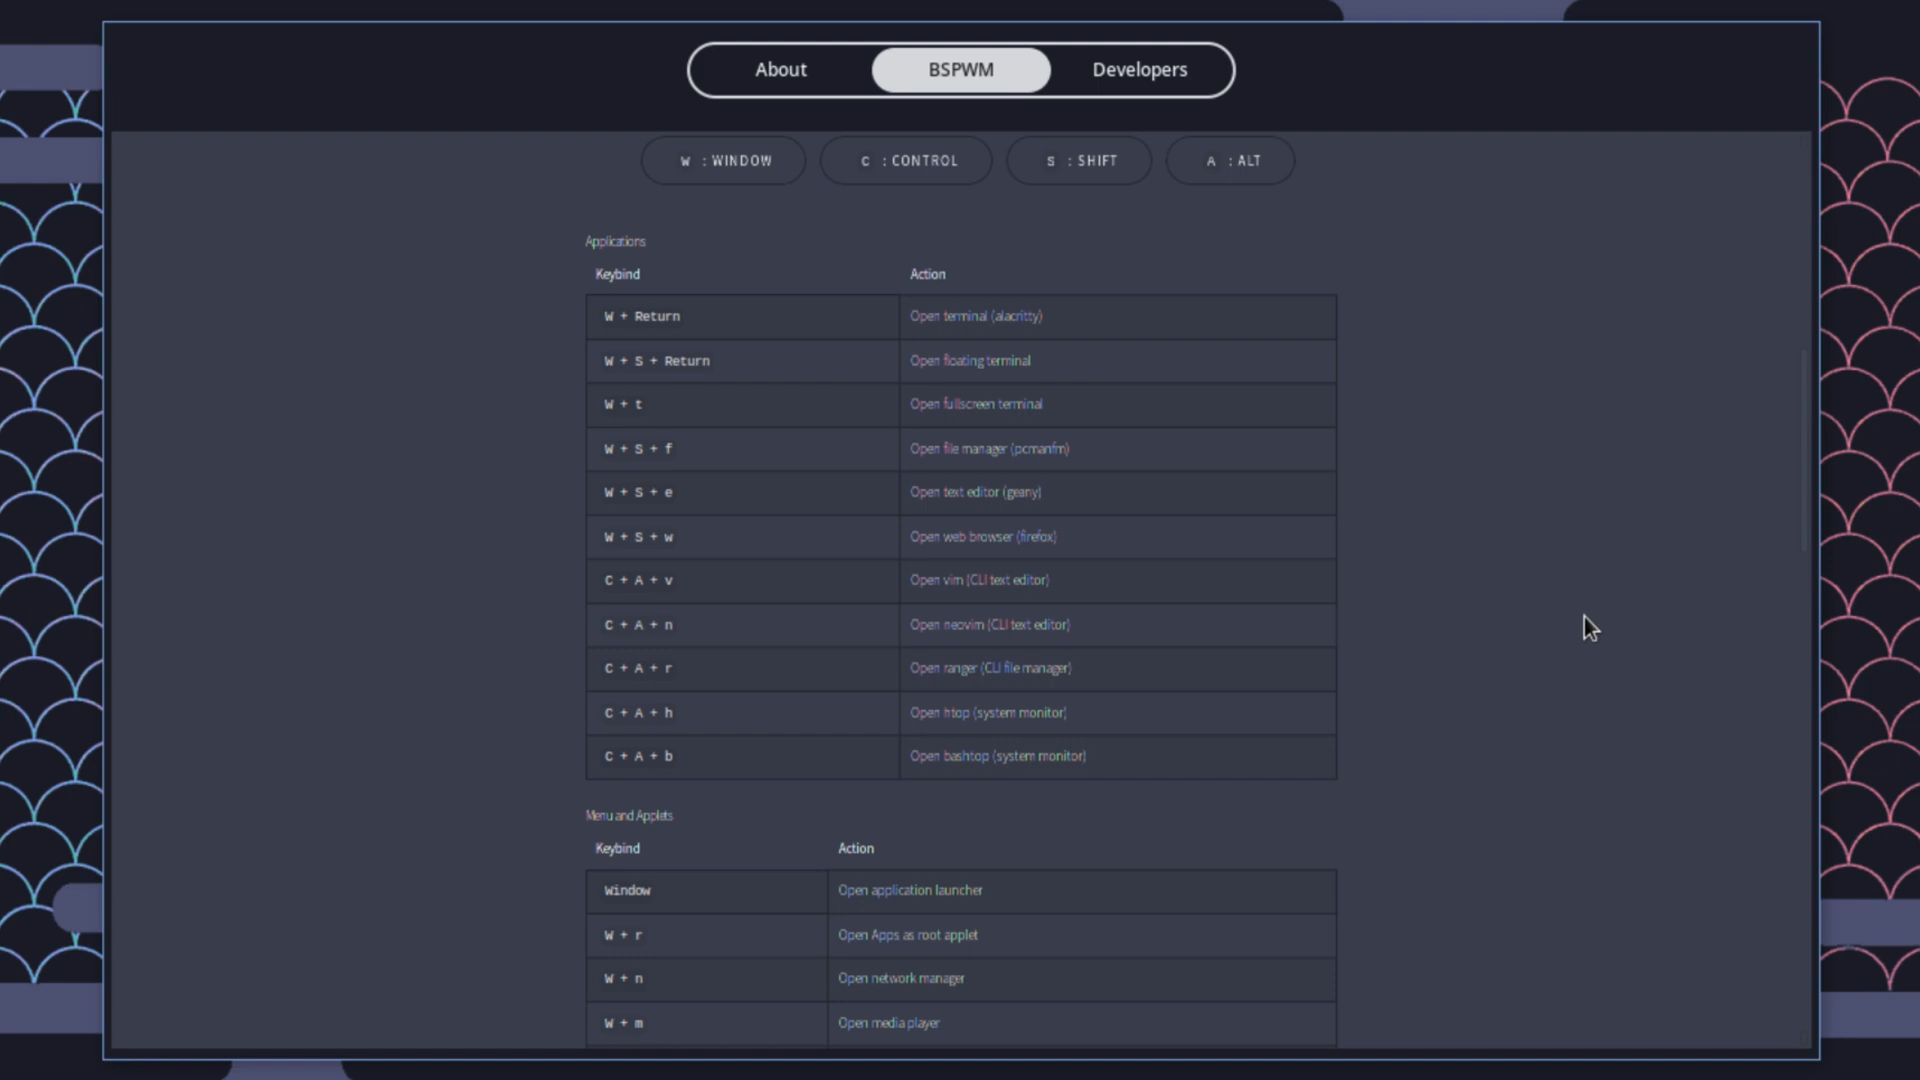 About BSPWM Developers
W : WINDOW C : CONTROL S : SHIFT A : ALT
Applications
Keybind Action
W + Return Open terminal (alacritty)
W + S + Return Open floating terminal
W + t Open fullscreen terminal
W + S + f Open file manager (pcmanfm)
W + S + e Open text editor (geany)
W + S + w Open web browser (firefox)
C + A + v Open vim (CLI text editor)
C + A + n Open neovim (CLI text editor)
C + A + r Open ranger (CLI file manager)
C + A + h Open htop (system monitor)
C + A + b Open bashtop (system monitor)
Menu and Applets
Keybind Action
Window Open application launcher
W + r Open Apps as root applet
W + n Open network manager
W + m Open media player